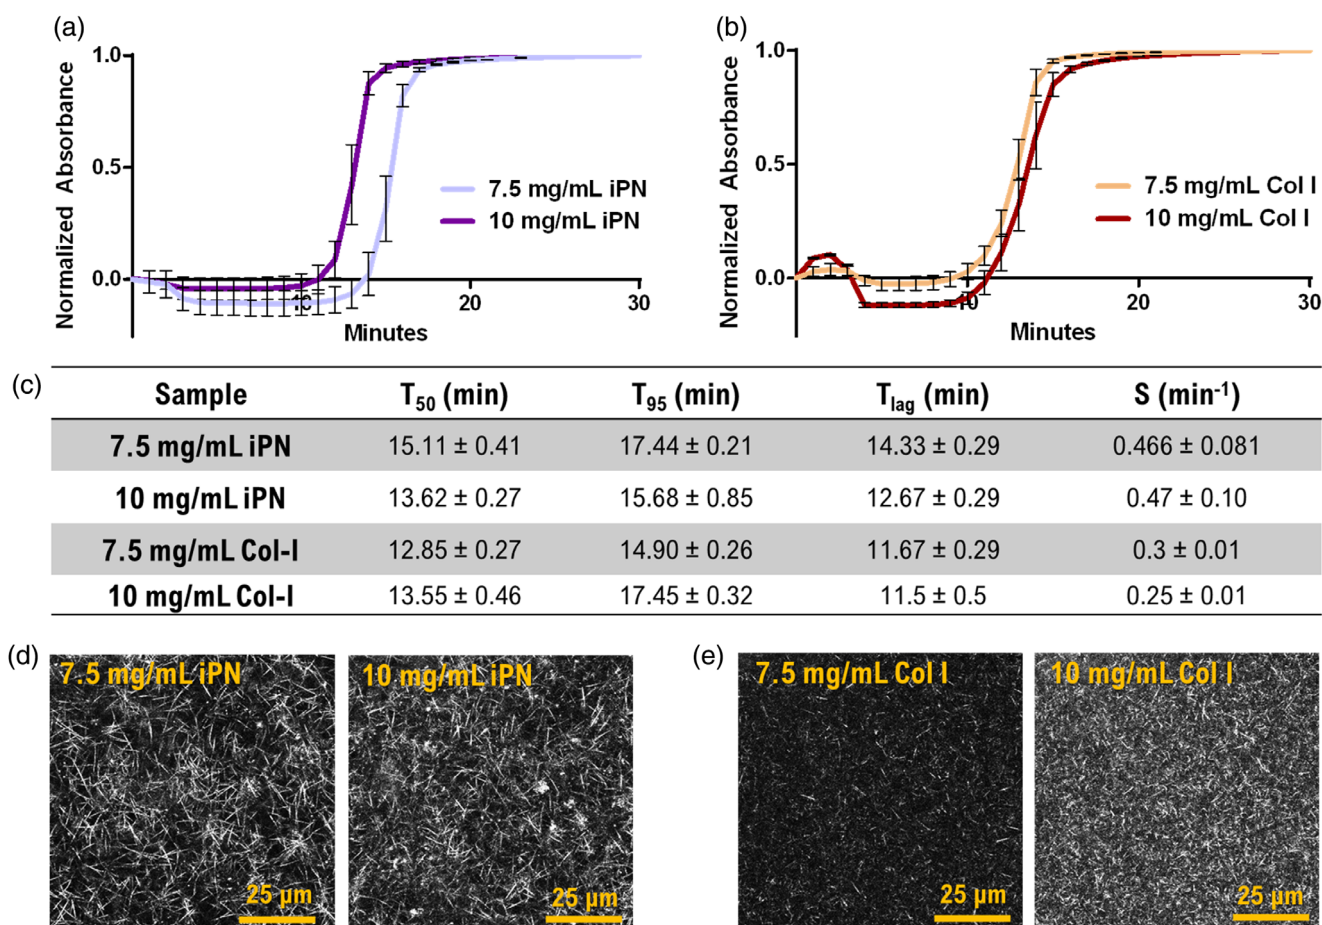 (a)
Normalized Absorbance
1.0
0.5
0.0
10
20
30
Minutes
7.5 mg/mL iPN
10 mg/mL iPN
(b)
Normalized Absorbance
1.0
0.5
0.0
10
20
30
Minutes
7.5 mg/mL Col I
10 mg/mL Col I
(c)
Sample T50 (min) T95 (min) Tlag (min) S (min-1)
7.5 mg/mL iPN 15.11 ± 0.41 17.44 ± 0.21 14.33 ± 0.29 0.466 ± 0.081
10 mg/mL iPN 13.62 ± 0.27 15.68 ± 0.85 12.67 ± 0.29 0.47 ± 0.10
7.5 mg/mL Col-I 12.85 ± 0.27 14.90 ± 0.26 11.67 ± 0.29 0.3 ± 0.01
10 mg/mL Col-I 13.55 ± 0.46 17.45 ± 0.32 11.5 ± 0.5 0.25 ± 0.01
(d)
7.5 mg/mL iPN
25 µm
10 mg/mL iPN
25 µm
(e)
7.5 mg/mL Col I
25 µm
10 mg/mL Col I
25 µm